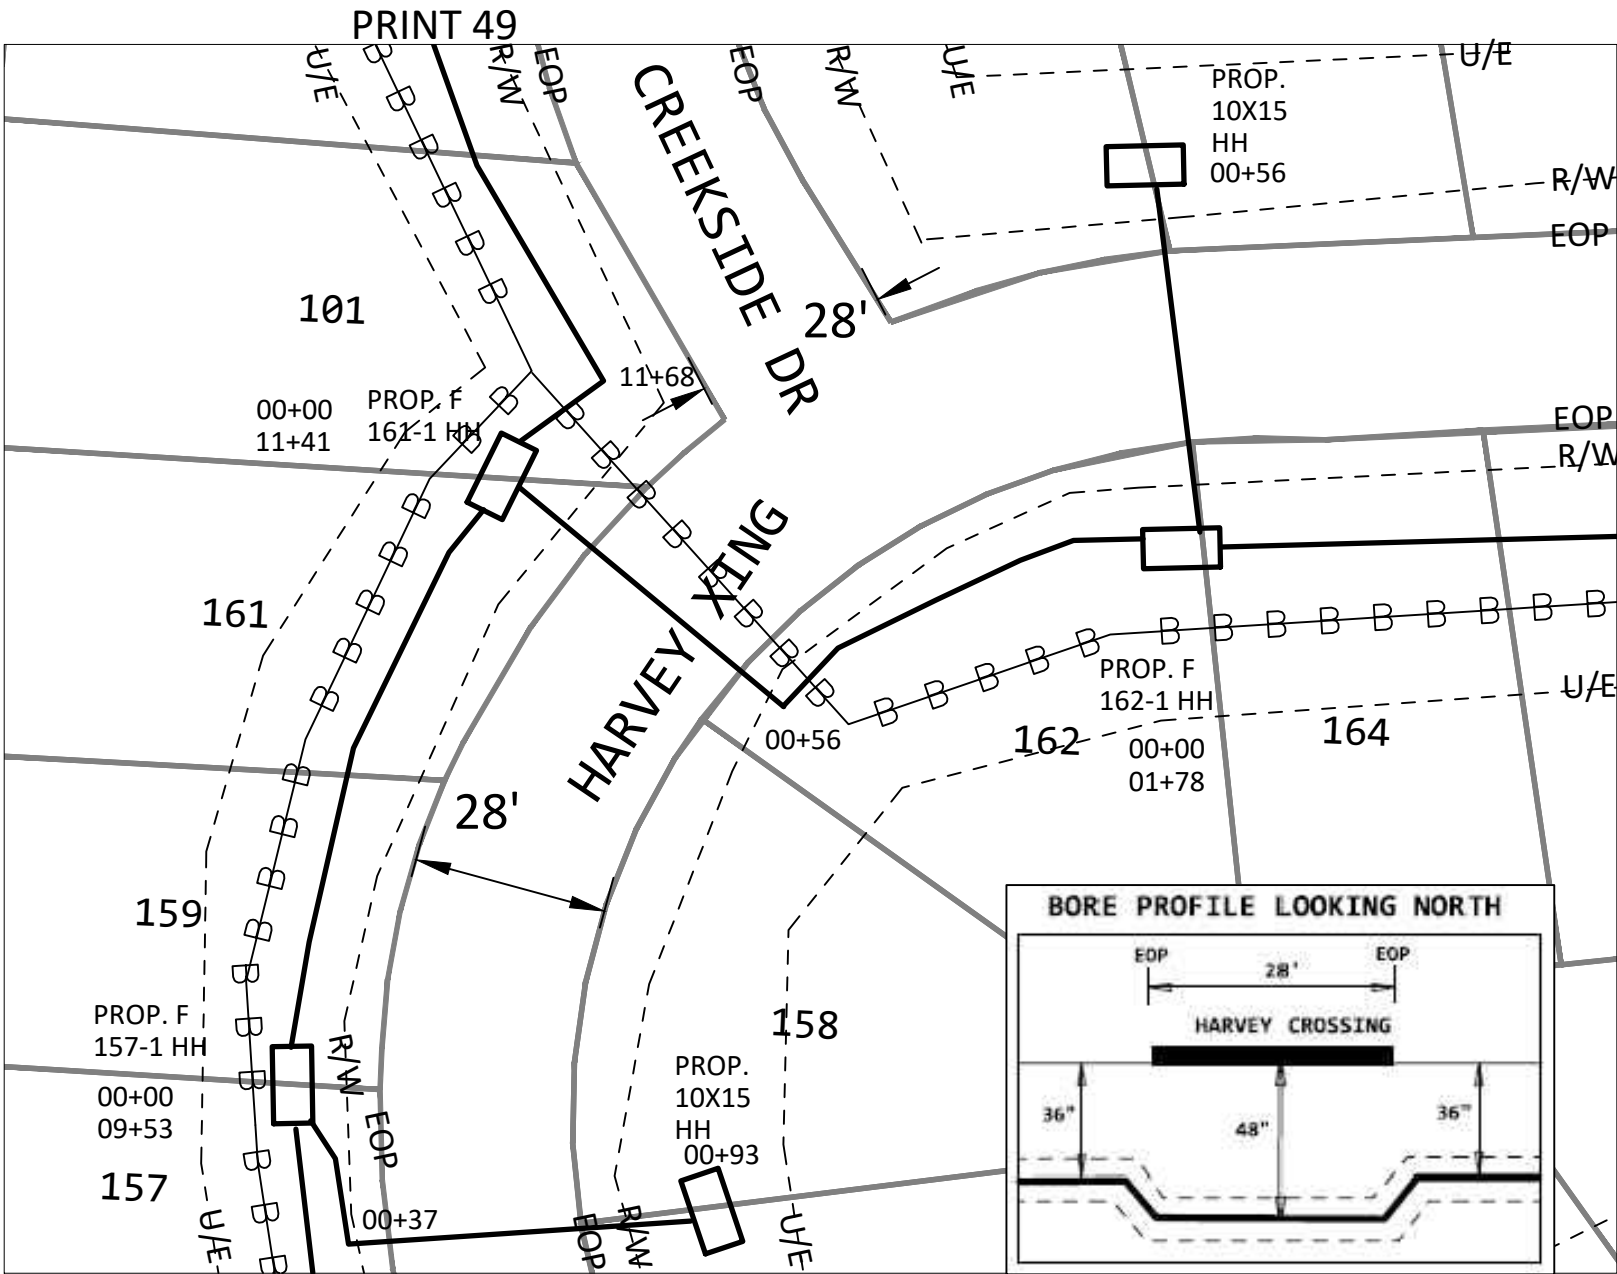 PRINT 49
U/E
R/W
EOP
CREEKSIDE DR
EOP
R/W
U/E
U/E
PROP.
10X15
HH
00+56
R/W
EOP
101
28'
11+68
00+00
11+41
PROP. F
161-1 HH
EOP
R/W
161
HARVEY XING
PROP. F
162-1 HH
00+00
01+78
U/E
00+56
162
164
28'
159
158
PROP. F
157-1 HH
00+00
09+53
157
R/W
EOP
PROP.
10X15
HH
00+93
00+37
U/E
EOP
R/W
U/E
B B B B B B
B B B B B B B B
B B B B B B B B B B B B B B B B B
B B B B B B B B B B B B B B
BORE PROFILE LOOKING NORTH
EOP
EOP
28'
HARVEY CROSSING
36"
48"
36"